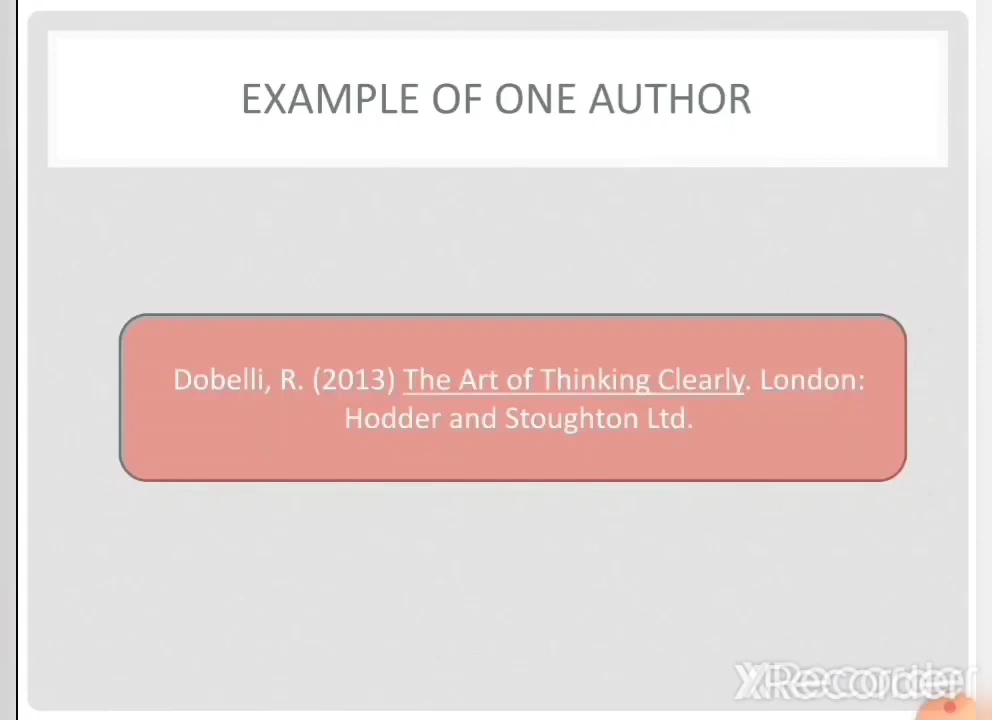 EXAMPLE OF ONE AUTHOR
Dobelli, R. (2013) The Art of Thinking Clearly. London:
Hodder and Stoughton Ltd.
XRecorder